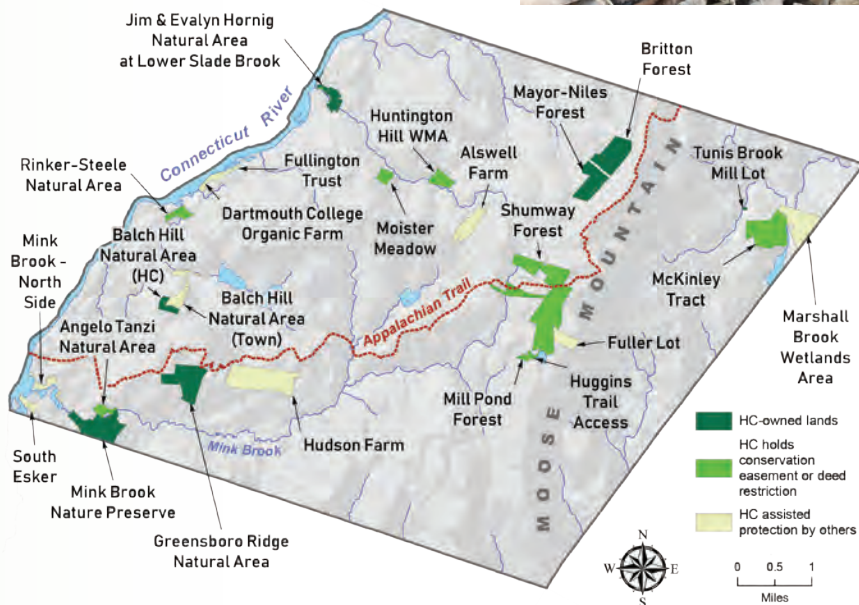 Jim & Evalyn Hornig
Natural Area
at Lower Slade Brook
Britton
Forest
Mayor-Niles
Forest
Connecticut River
Huntington
Hill WMA
Tunis Brook
Mill Lot
Rinker-Steele
Natural Area
Fullington
Trust
Alswell
Farm
Dartmouth College
Organic Farm
Moister
Meadow
Shumway
Forest
Mink
Brook -
North
Side
Balch Hill
Natural Area
(HC)
Balch Hill
Natural Area
(Town)
McKinley
Tract
Angelo Tanzi
Natural Area
Appalachian Trail
MOOSE MOUNTAIN
Marshall
Brook
Wetlands
Area
Fuller Lot
Mill Pond
Forest
Huggins
Trail
Access
South
Esker
Mink Brook
Hudson Farm
Mink Brook
Nature Preserve
Greensboro Ridge
Natural Area
HC-owned lands
HC holds
conservation
easement or deed
restriction
HC assisted
protection by others
N
W E
S
0 0.5 1
Miles